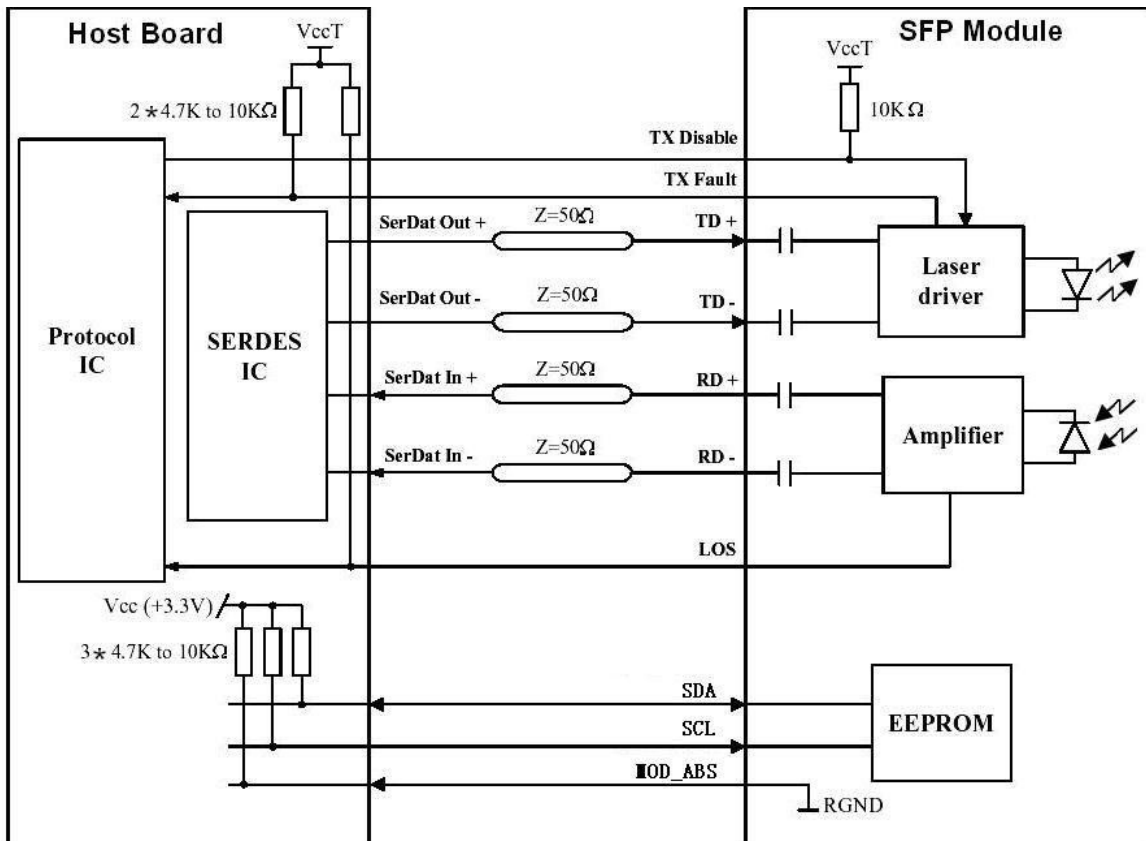 Host Board
SFP Module
VccT
VccT
2*4.7K to 10KΩ
10KΩ
TX Disable
TX Fault
SerDat Out +
Z=50Ω
TD +
SerDat Out -
Z=50Ω
TD -
Laser
driver
Protocol
IC
SERDES
IC
SerDat In +
Z=50Ω
RD +
SerDat In -
Z=50Ω
RD -
Amplifier
LOS
Vcc (+3.3V)
3*4.7K to 10KΩ
SDA
SCL
MOD_ABS
EEPROM
RGND